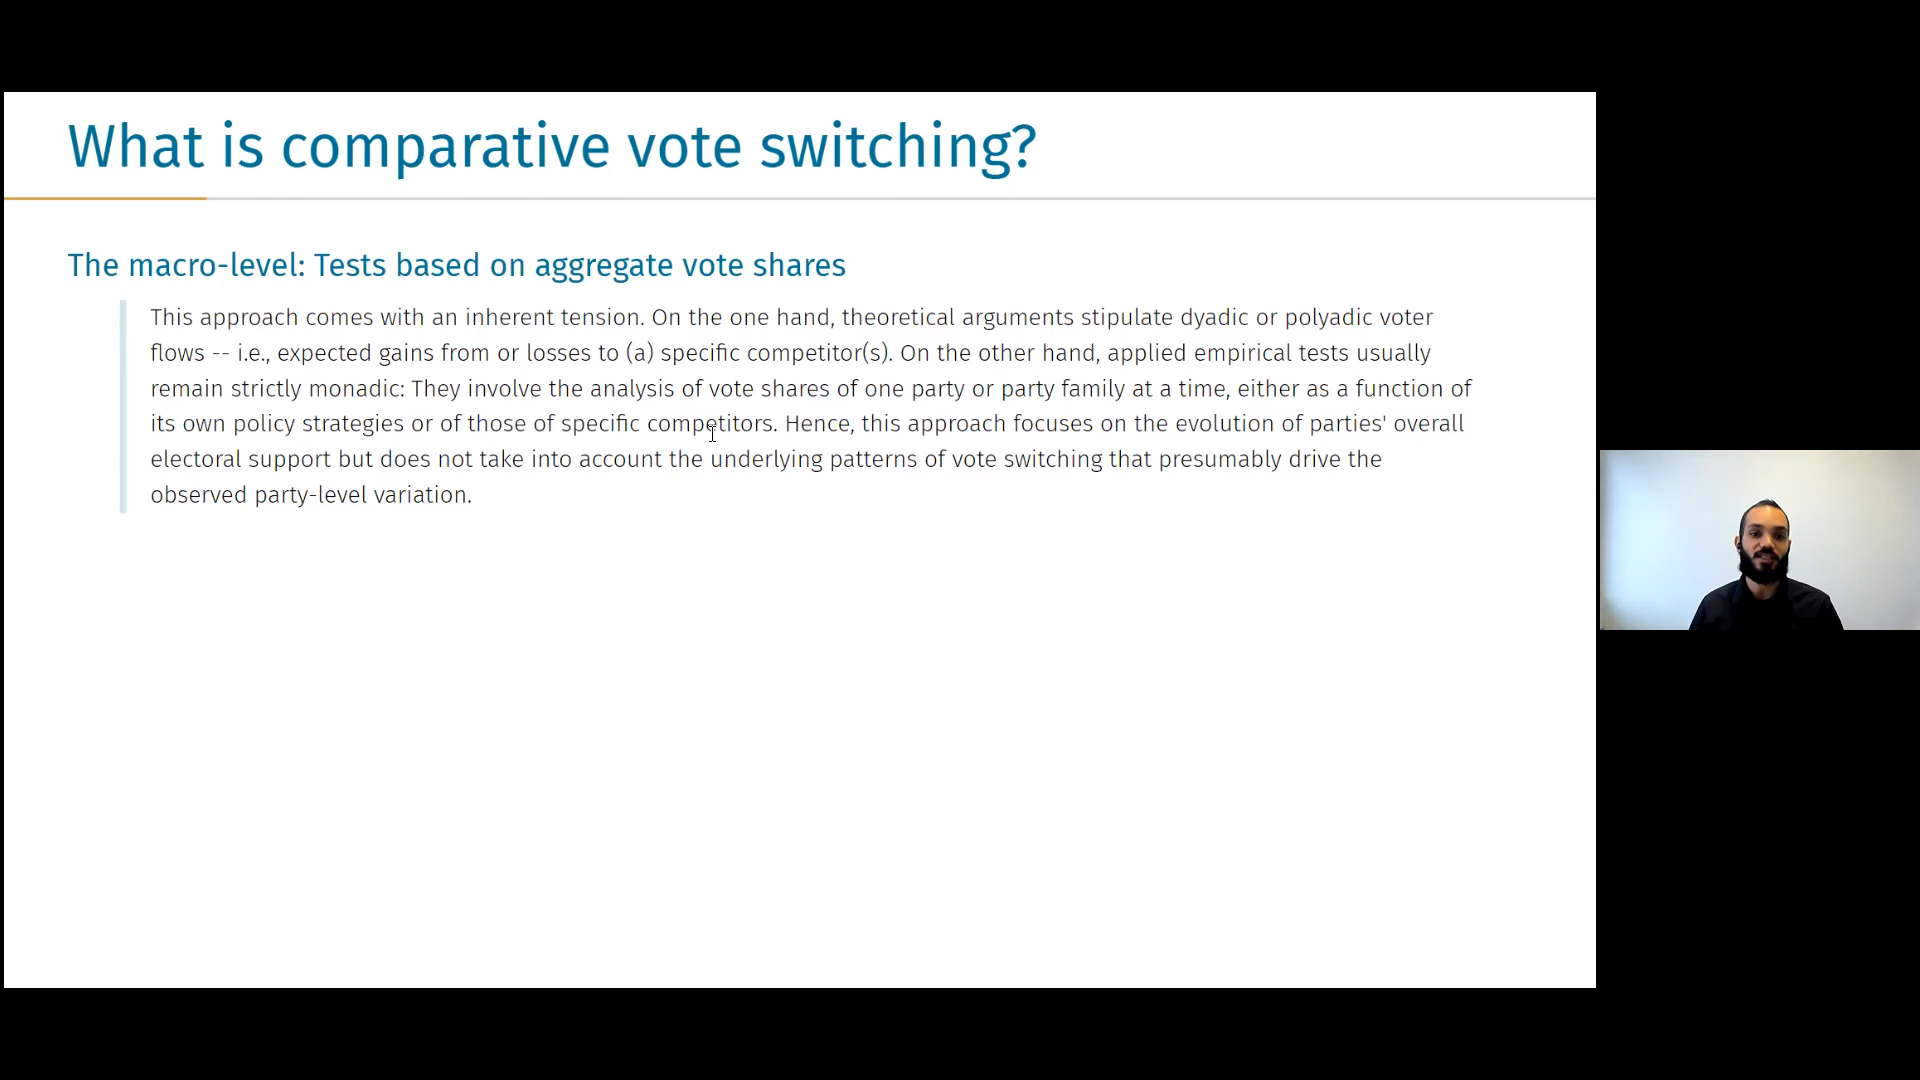 What is comparative vote switching?
The macro-level: Tests based on aggregate vote shares
This approach comes with an inherent tension. On the one hand, theoretical arguments stipulate dyadic or polyadic voter
flows -- i.e., expected gains from or losses to (a) specific competitor(s). On the other hand, applied empirical tests usually
remain strictly monadic: They involve the analysis of vote shares of one party or party family at a time, either as a function of
its own policy strategies or of those of specific competitors. Hence, this approach focuses on the evolution of parties' overall
electoral support but does not take into account the underlying patterns of vote switching that presumably drive the
observed party-level variation.